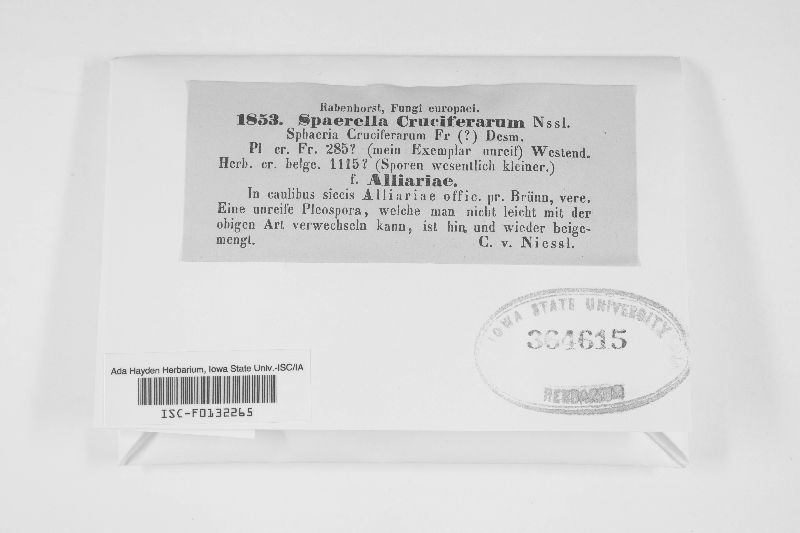 Rabenhorst, Fungi europaei.
1853. Spaerella Cruciferarum Nssl.
Sphaeria Cruciferarum Fr (?) Desm.
Pl cr. Fr. 285? (mein Exemplar unreif) Westend.
Herb. cr. belge. 1115? (Sporen wesentlich kleiner.)
f. Alliariae.
In caulibus siccis Alliariae offic. pr. Brünn, vere.
Eine unreife Pleospora, welche man nicht leicht mit der
obigen Art verwechseln kann, ist hin und wieder beige-
mengt. C. v. Niessl.
IOWA STATE UNIVERSITY
364615
HERBARIUM
Ada Hayden Herbarium, Iowa State Univ.-ISC/IA
ISC-F0132265